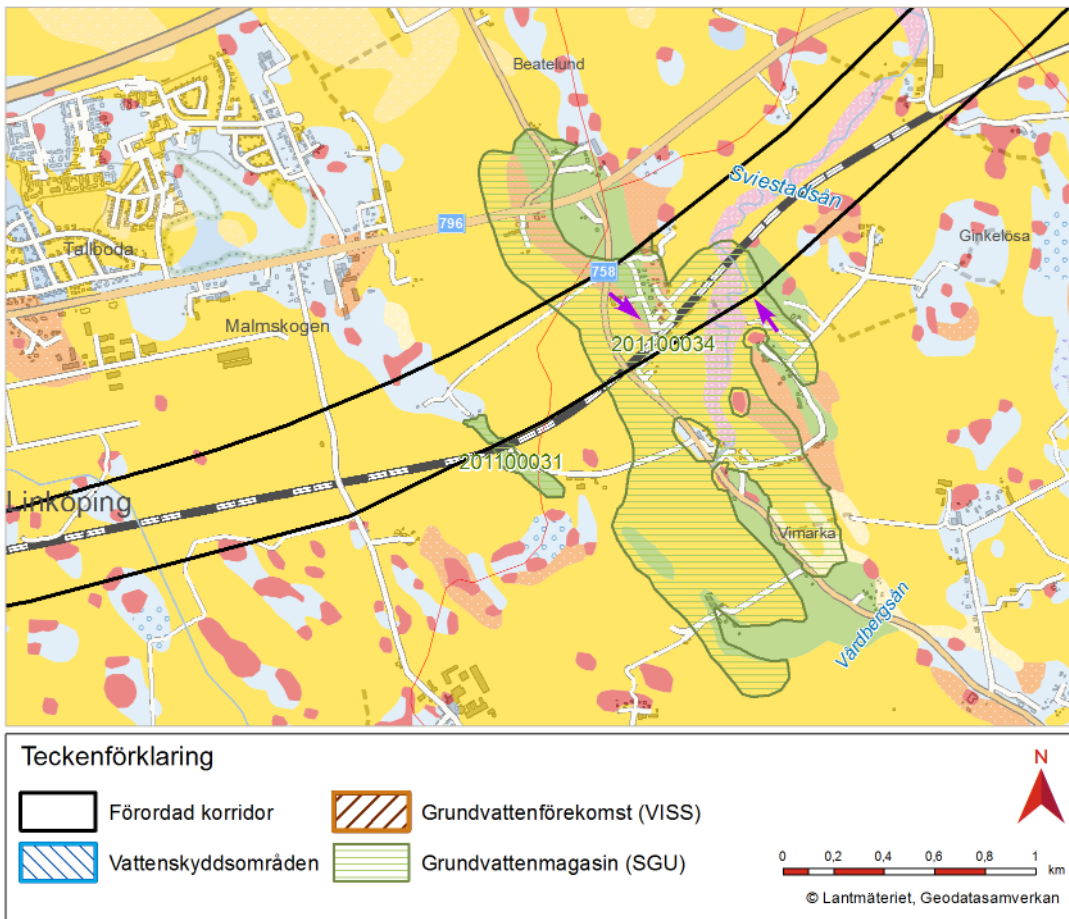 Beatelund
Sviestadsån
796
Tallboda
Ginkelösa
758
Malmskogen
201100034
201100031
Linköping
Vimarka
Vårdbergsån
Teckenförklaring
Förordad korridor
Grundvattenförekomst (VISS)
Vattenskyddsområden
Grundvattenmagasin (SGU)
N
0 0,2 0,4 0,6 0,8 1
km
© Lantmäteriet, Geodatasamverkan